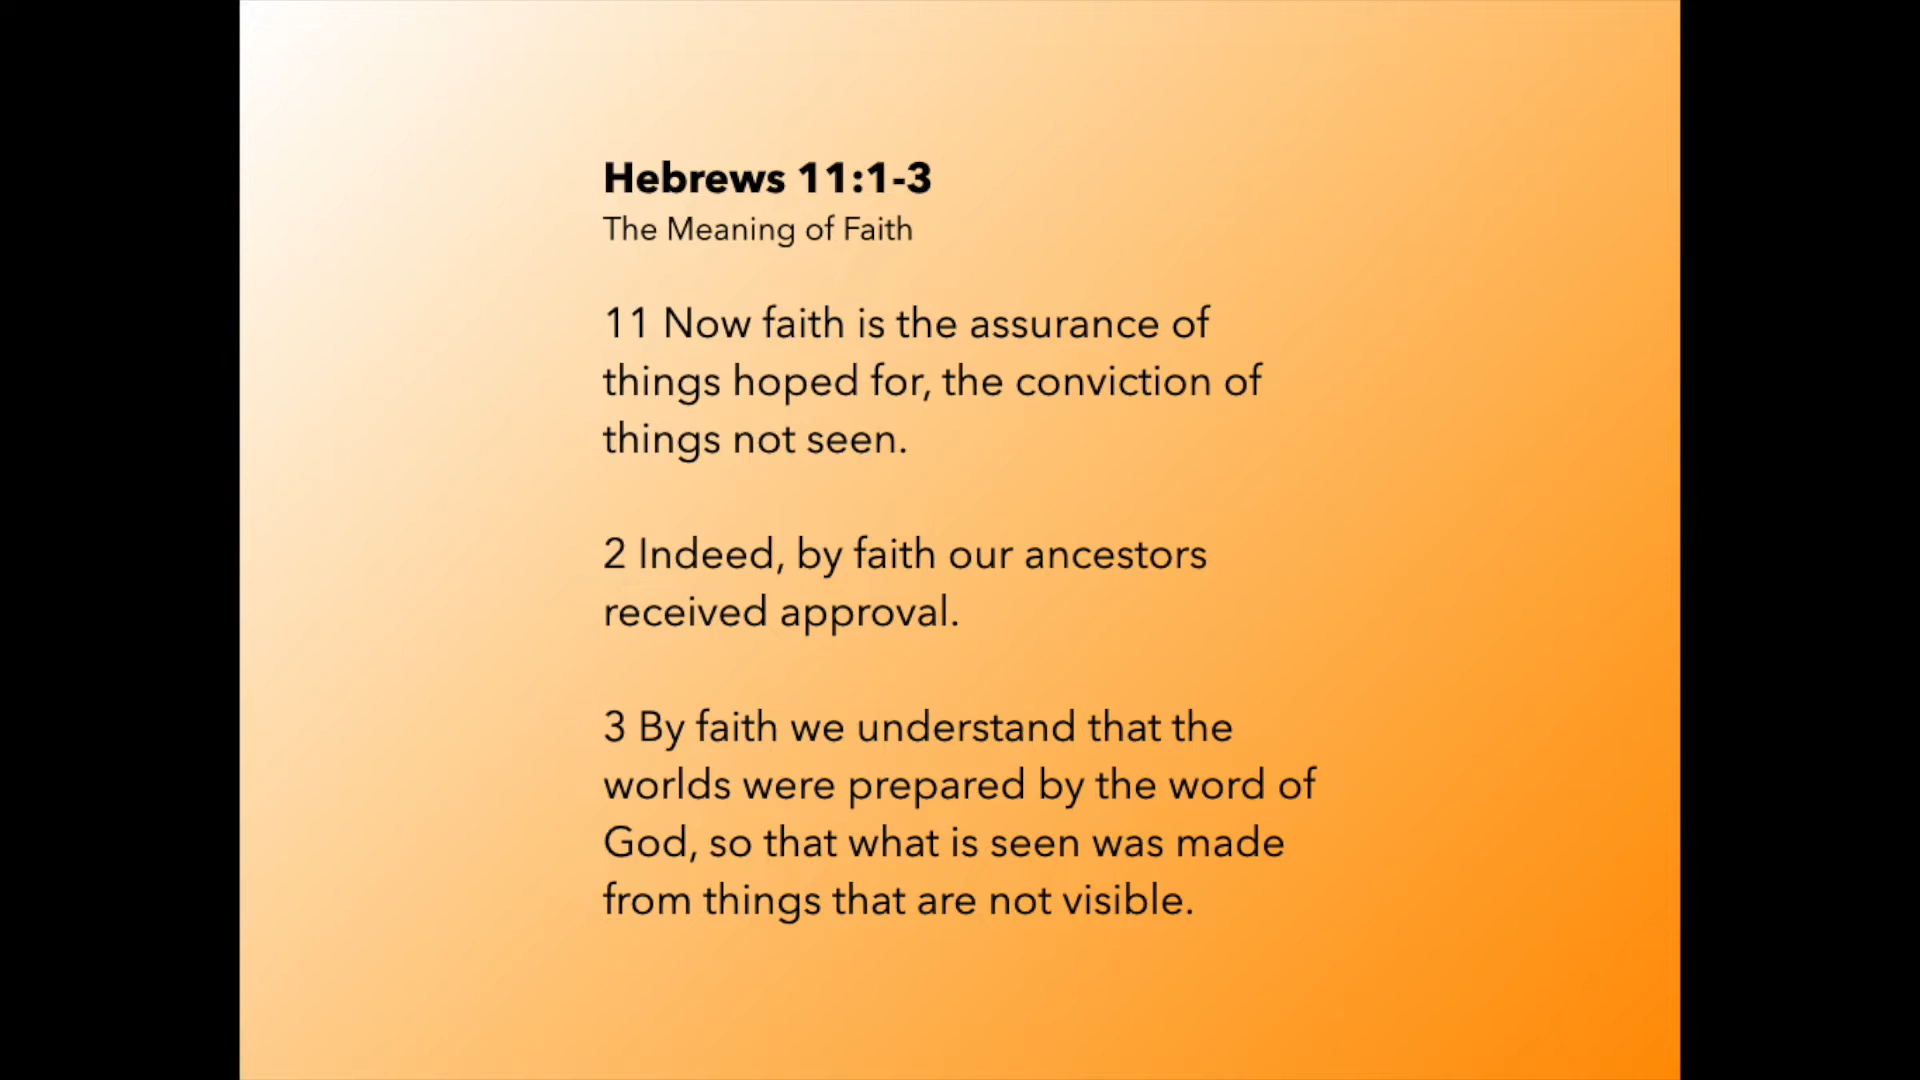 Hebrews 11:1-3
The Meaning of Faith
11 Now faith is the assurance of
things hoped for, the conviction of
things not seen.
2 Indeed, by faith our ancestors
received approval.
3 By faith we understand that the
worlds were prepared by the word of
God, so that what is seen was made
from things that are not visible.